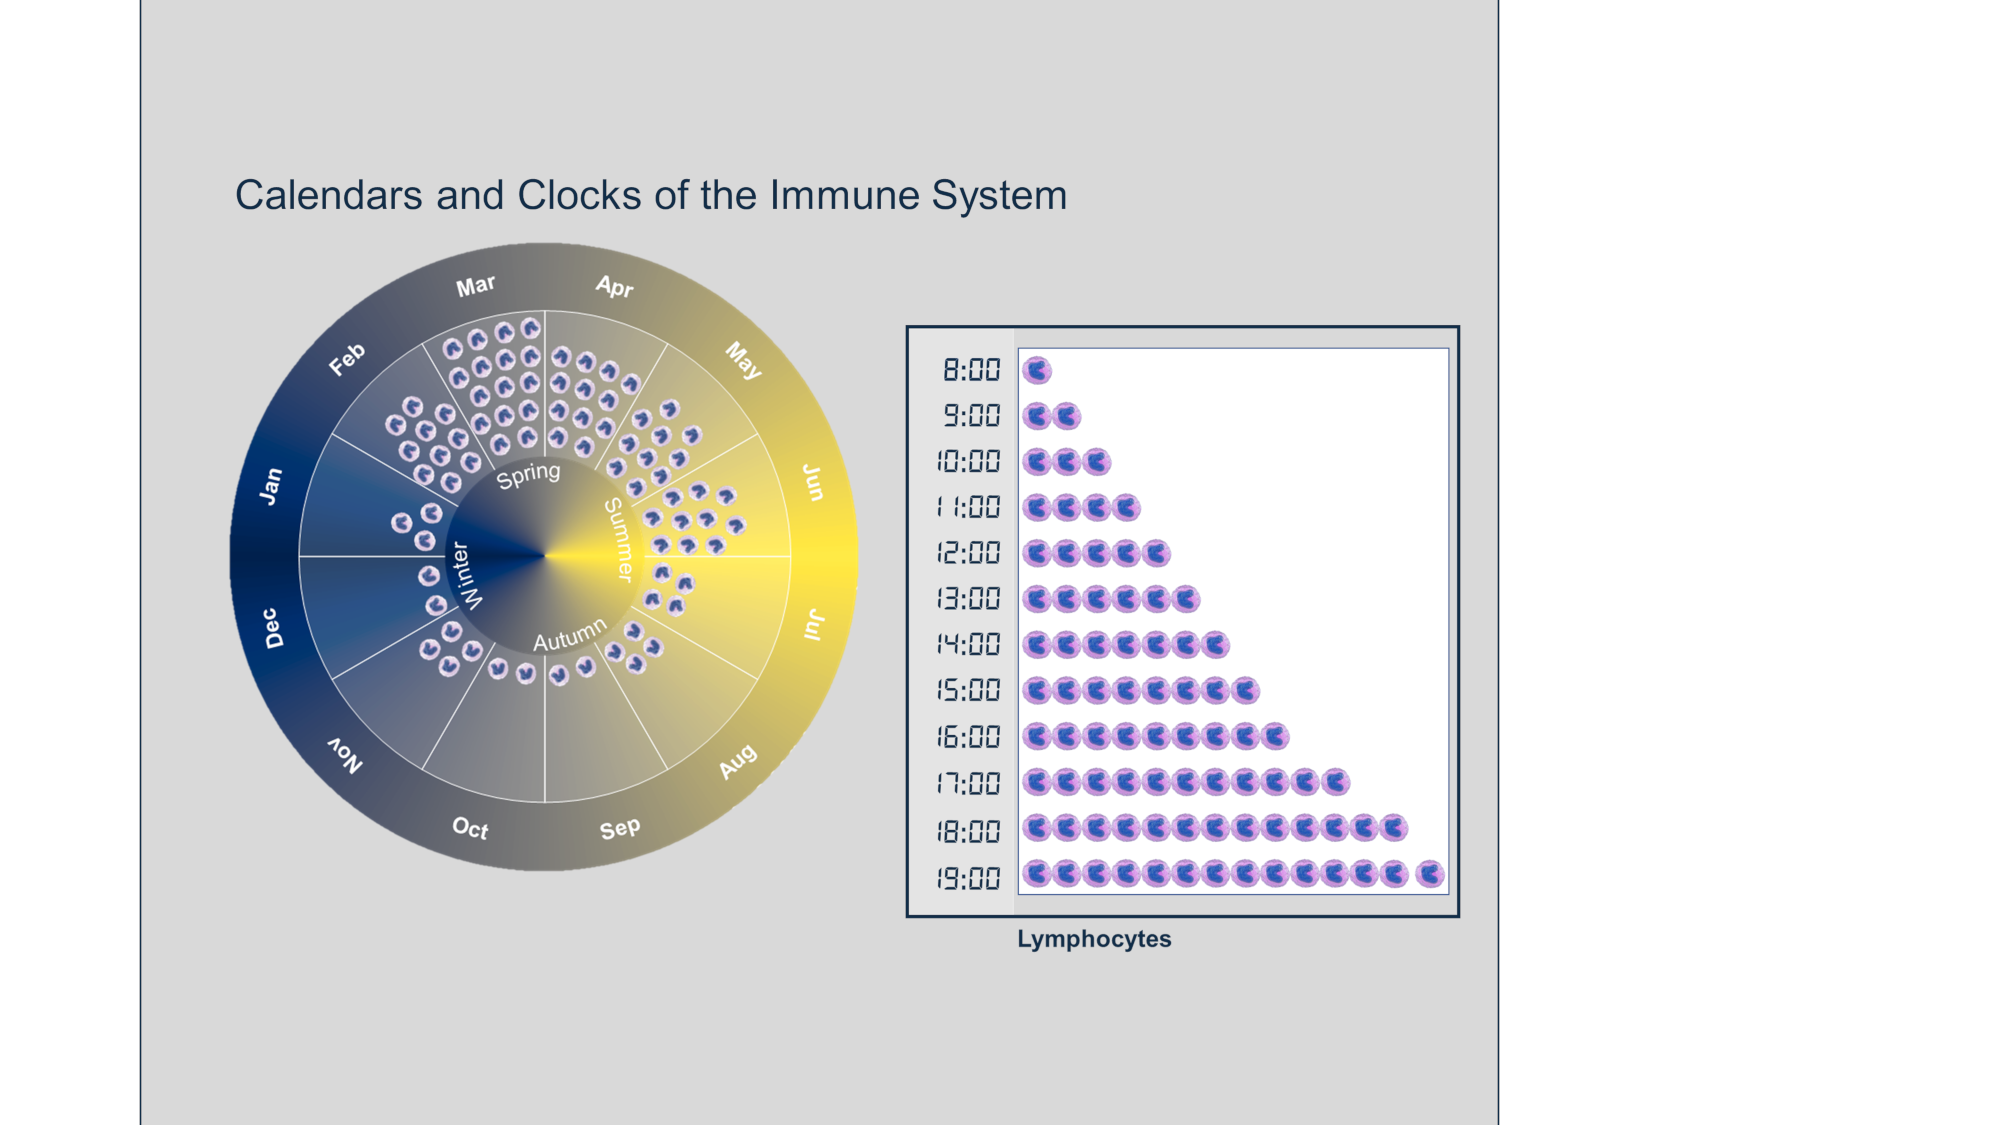 Calendars and Clocks of the Immune System
Mar
Apr
May
Jun
Jul
Aug
Sep
Oct
Nov
Dec
Jan
Feb
Spring
Summer
Autumn
Winter
8:00
9:00
10:00
11:00
12:00
13:00
14:00
15:00
16:00
17:00
18:00
19:00
Lymphocytes